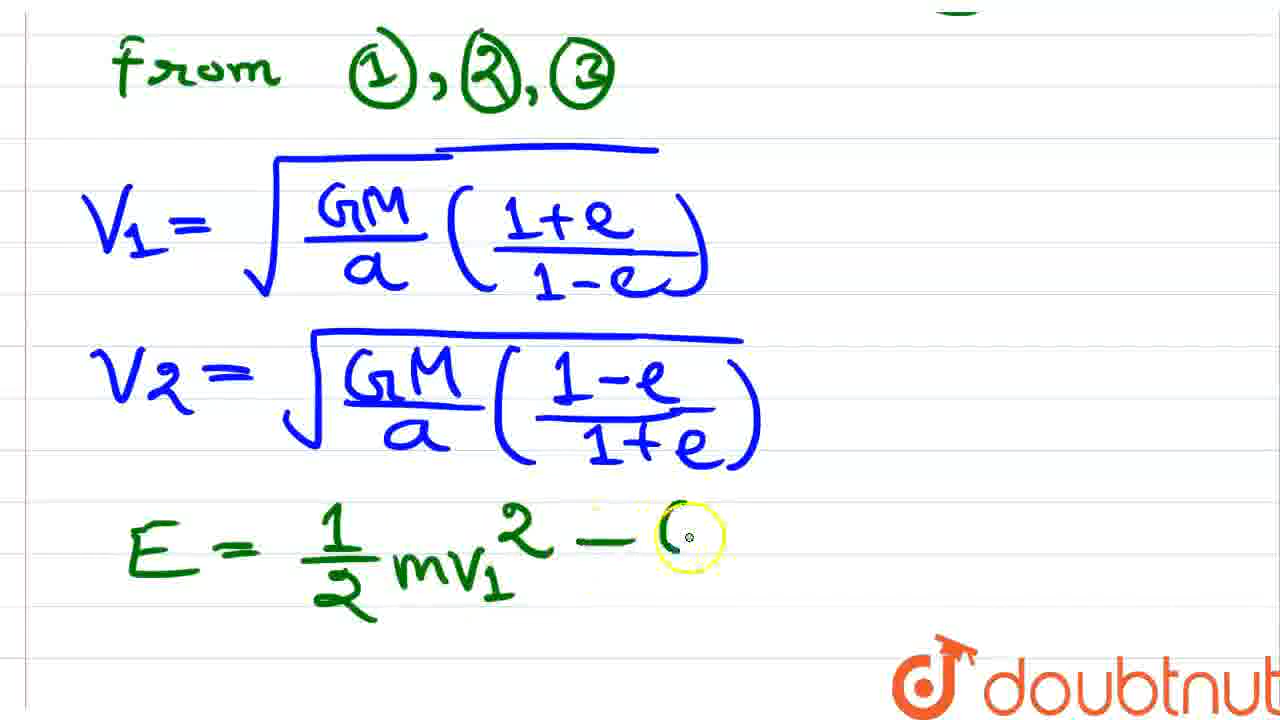 from ①, ②, ③
V₁ = √(GM/a ((1+e)/(1-e)))
V₂ = √(GM/a ((1-e)/(1+e)))
E = 1/2 mv₁² - (
doubtnut